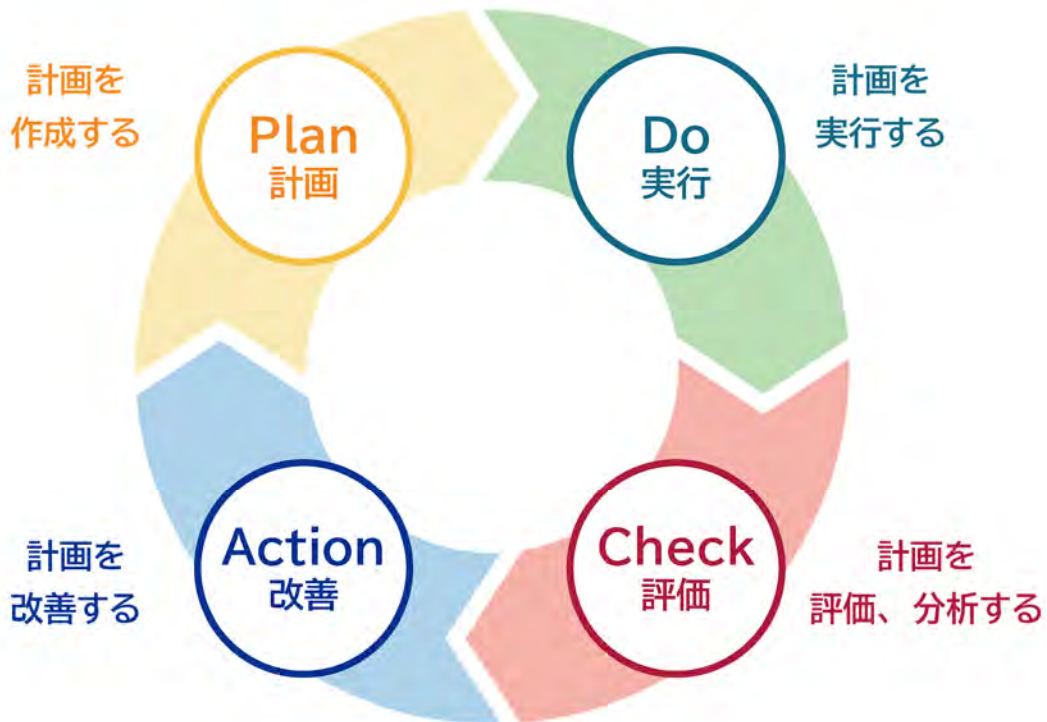 計画を
作成する
Plan
計画
Do
実行
計画を
実行する
計画を
改善する
Action
改善
Check
評価
計画を
評価、分析する